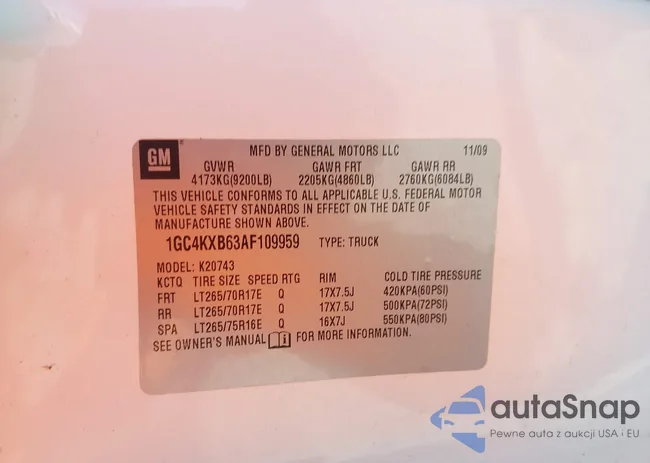 GM
MFD BY GENERAL MOTORS LLC 11/09
GVWR GAWR FRT GAWR RR
4173KG(9200LB) 2205KG(4860LB) 2760KG(6084LB)
THIS VEHICLE CONFORMS TO ALL APPLICABLE U.S. FEDERAL MOTOR
VEHICLE SAFETY STANDARDS IN EFFECT ON THE DATE OF
MANUFACTURE SHOWN ABOVE.
1GC4KXB63AF109959 TYPE: TRUCK
MODEL: K20743
KCTQ TIRE SIZE SPEED RTG RIM COLD TIRE PRESSURE
FRT LT265/70R17E Q 17X7.5J 420KPA(60PSI)
RR LT265/70R17E Q 17X7.5J 500KPA(72PSI)
SPA LT265/75R16E Q 16X7J 550KPA(80PSI)
SEE OWNER'S MANUAL FOR MORE INFORMATION.
autaSnap
Pewne auta z aukcji USA i EU